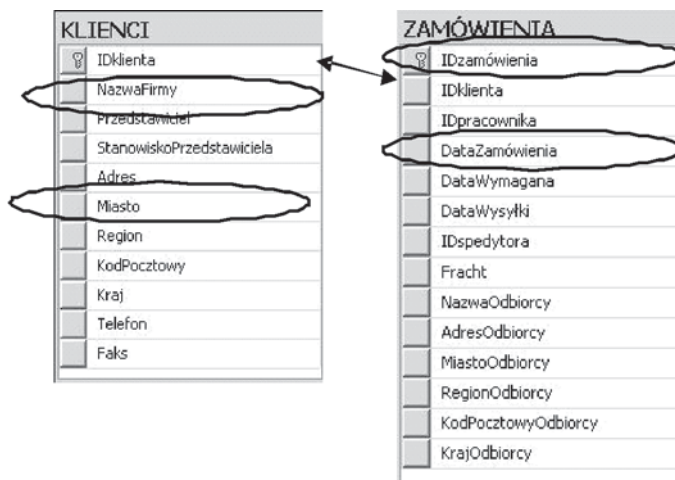 KLIENCI
IDklienta
NazwaFirmy
Przedstawiciel
StanowiskoPrzedstawiciela
Adres
Miasto
Region
KodPocztowy
Kraj
Telefon
Faks
ZAMÓWIENIA
IDzamówienia
IDklienta
IDpracownika
DataZamówienia
DataWymagana
DataWysyłki
IDspedytora
Fracht
NazwaOdbiorcy
AdresOdbiorcy
MiastoOdbiorcy
RegionOdbiorcy
KodPocztowyOdbiorcy
KrajOdbiorcy